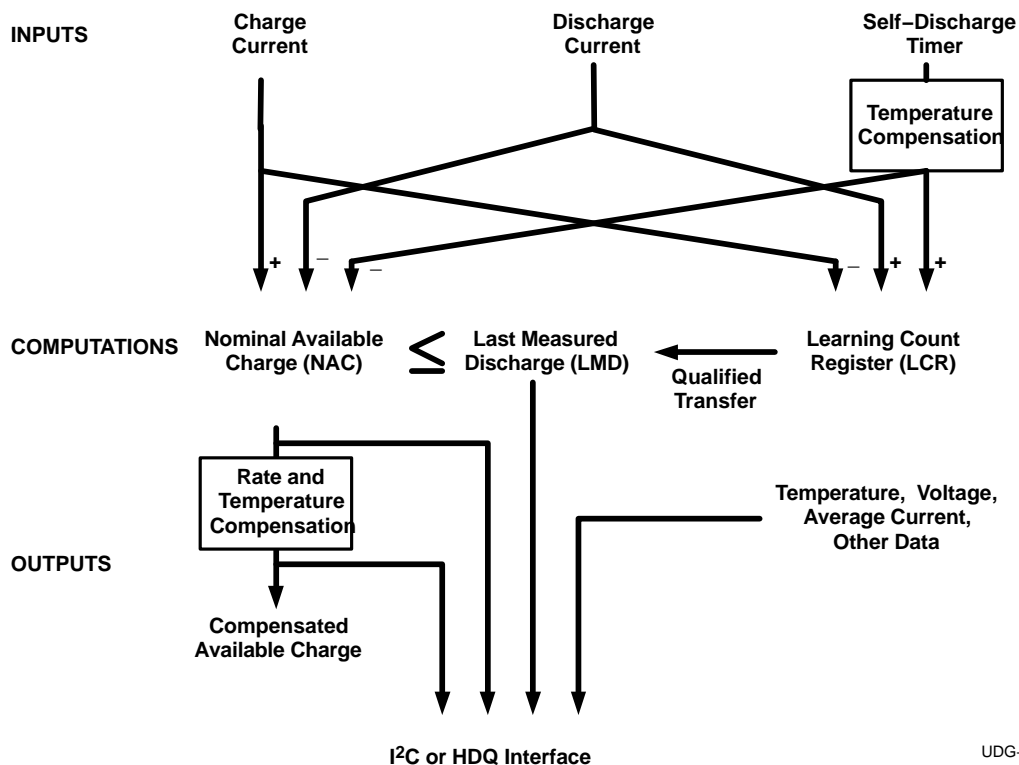 INPUTS
Charge
Current
Discharge
Current
Self−Discharge
Timer
Temperature
Compensation
+
−
−
−
+
+
COMPUTATIONS
Nominal Available
Charge (NAC)
≤
Last Measured
Discharge (LMD)
Qualified
Transfer
Learning Count
Register (LCR)
Rate and
Temperature
Compensation
Temperature, Voltage,
Average Current,
Other Data
OUTPUTS
Compensated
Available Charge
I²C or HDQ Interface
UDG-